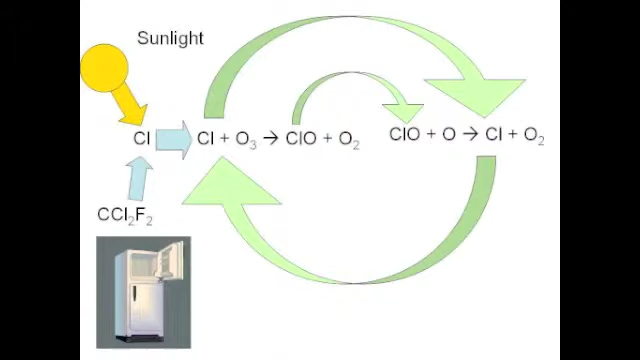 Sunlight
Cl
Cl + O₃ → ClO + O₂
ClO + O → Cl + O₂
CCl₂F₂